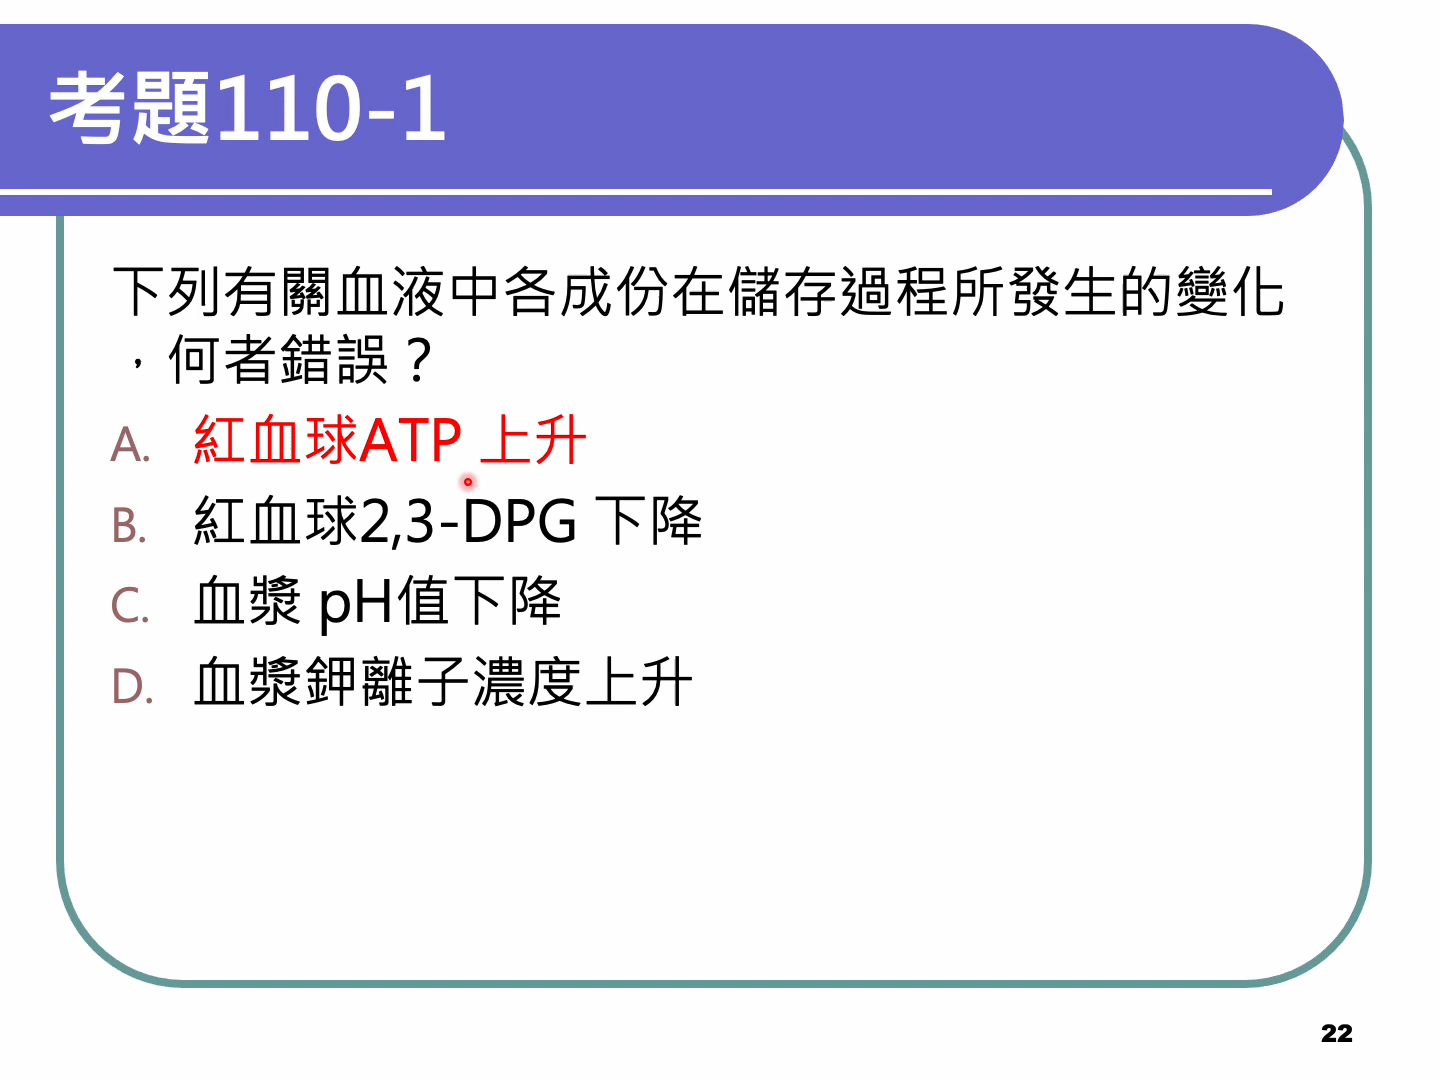 考題110-1
下列有關血液中各成份在儲存過程所發生的變化
，何者錯誤？
A. 紅血球ATP 上升
B. 紅血球2,3-DPG 下降
C. 血漿 pH值下降
D. 血漿鉀離子濃度上升
22